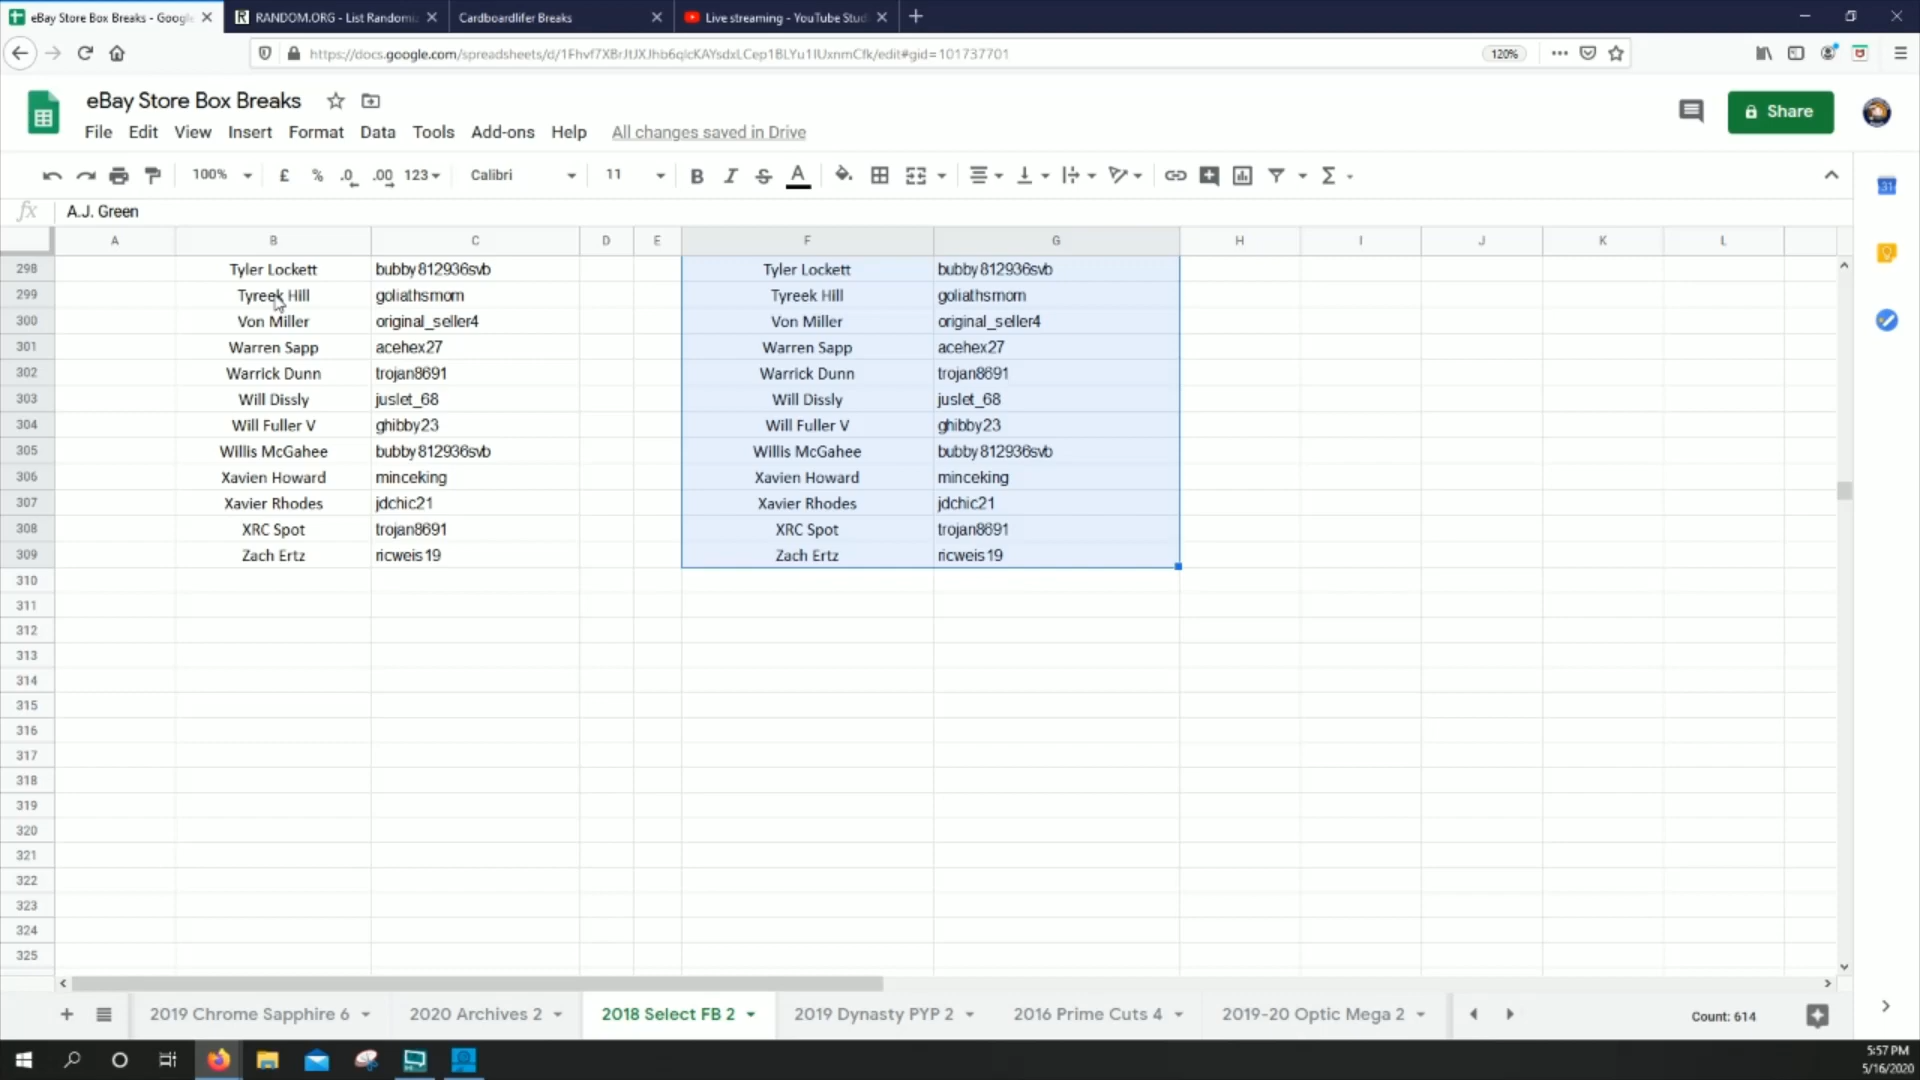 eBay Store Box Breaks - Google
RANDOM.ORG - List Randomi
Cardboardlifer Breaks
Live streaming - YouTube Stud
https://docs.google.com/spreadsheets/d/1Fhvf7XBrJtJXJhb6qlcKAYsdxLCep1BLYu1IUxnmCfk/edit#gid=101737701
120%
eBay Store Box Breaks
Share
File Edit View Insert Format Data Tools Add-ons Help All changes saved in Drive
100% £ % .0 .00 123 Calibri 11 B I S A Σ
fx A.J. Green
A B C D E F G H I J K L
298 Tyler Lockett bubby812936svb Tyler Lockett bubby812936svb
299 Tyreek Hill goliathsmom Tyreek Hill goliathsmom
300 Von Miller original_seller4 Von Miller original_seller4
301 Warren Sapp acehex27 Warren Sapp acehex27
302 Warrick Dunn trojan8691 Warrick Dunn trojan8691
303 Will Dissly juslet_68 Will Dissly juslet_68
304 Will Fuller V ghibby23 Will Fuller V ghibby23
305 Willis McGahee bubby812936svb Willis McGahee bubby812936svb
306 Xavien Howard minceking Xavien Howard minceking
307 Xavier Rhodes jdchic21 Xavier Rhodes jdchic21
308 XRC Spot trojan8691 XRC Spot trojan8691
309 Zach Ertz ricweis19 Zach Ertz ricweis19
310
311
312
313
314
315
316
317
318
319
320
321
322
323
324
325
2019 Chrome Sapphire 6 2020 Archives 2 2018 Select FB 2 2019 Dynasty PYP 2 2016 Prime Cuts 4 2019-20 Optic Mega 2 Count: 614
5:57 PM
5/16/2020